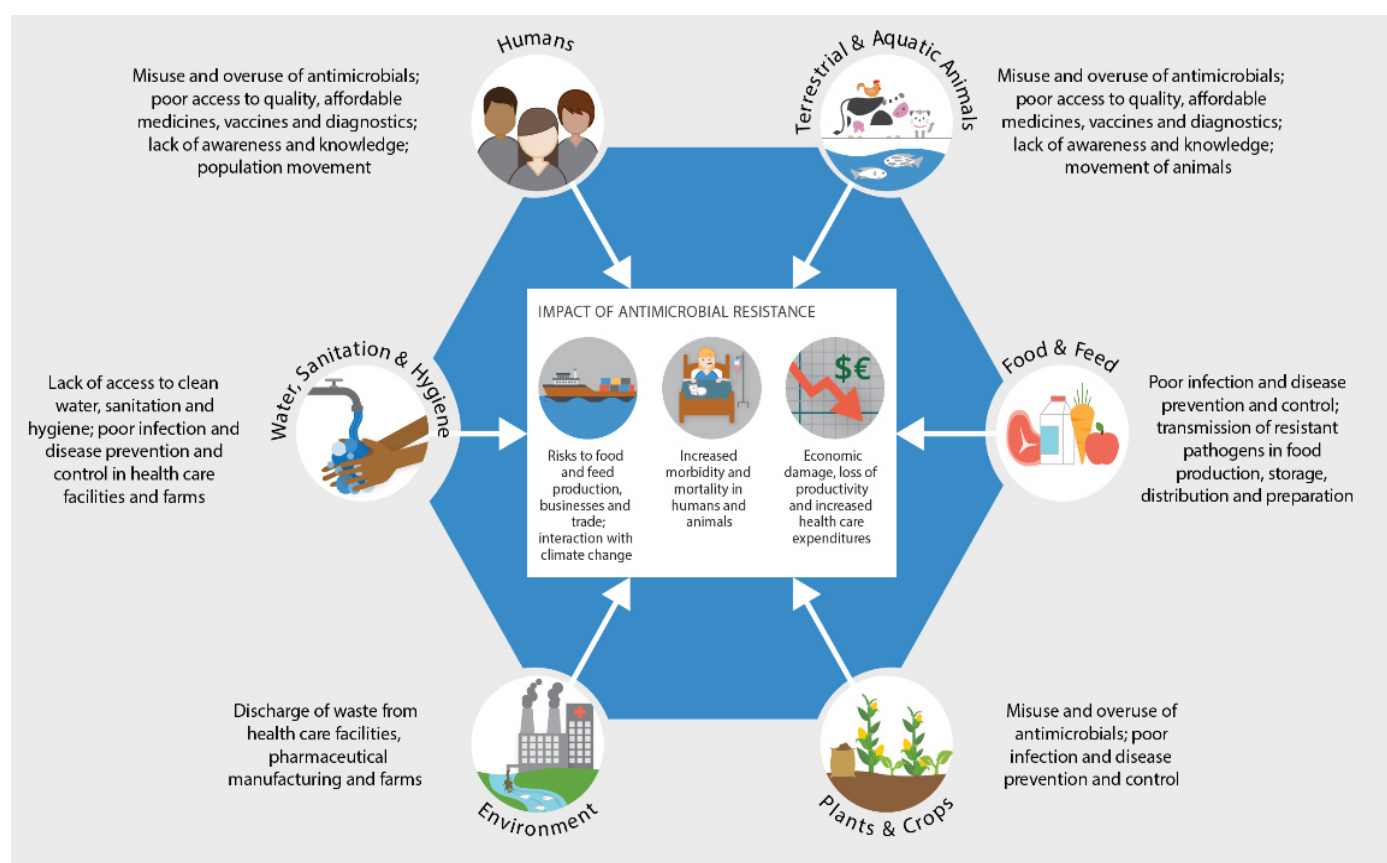 Humans
Misuse and overuse of antimicrobials;
poor access to quality, affordable
medicines, vaccines and diagnostics;
lack of awareness and knowledge;
population movement
Terrestrial & Aquatic Animals
Misuse and overuse of antimicrobials;
poor access to quality, affordable
medicines, vaccines and diagnostics;
lack of awareness and knowledge;
movement of animals
Water, Sanitation & Hygiene
Lack of access to clean
water, sanitation and
hygiene; poor infection and
disease prevention and
control in health care
facilities and farms
IMPACT OF ANTIMICROBIAL RESISTANCE
Risks to food
and feed
production,
businesses and
trade;
interaction with
climate change
Increased
morbidity and
mortality in
humans and
animals
$€
Economic
damage, loss of
productivity
and increased
health care
expenditures
Food & Feed
Poor infection and disease
prevention and control;
transmission of resistant
pathogens in food
production, storage,
distribution and preparation
Discharge of waste from
health care facilities,
pharmaceutical
manufacturing and farms
Environment
Misuse and overuse of
antimicrobials; poor
infection and disease
prevention and control
Plants & Crops